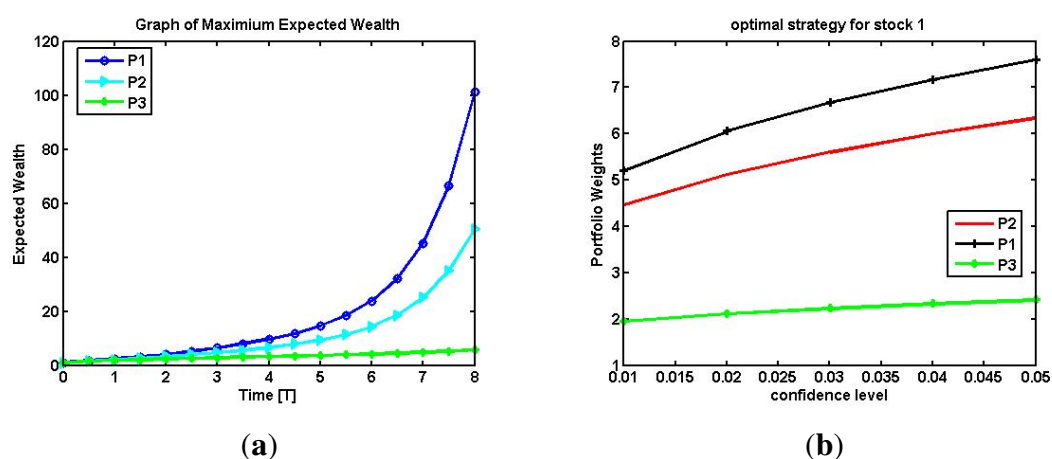 Graph of Maximium Expected Wealth
120
100
80
60
40
20
0
Expected Wealth
P1
P2
P3
0 1 2 3 4 5 6 7 8
Time [T]
(a)
optimal strategy for stock 1
8
7
6
5
4
3
2
1
Portfolio Weights
P2
P1
P3
0.01 0.015 0.02 0.025 0.03 0.035 0.04 0.045 0.05
confidence level
(b)